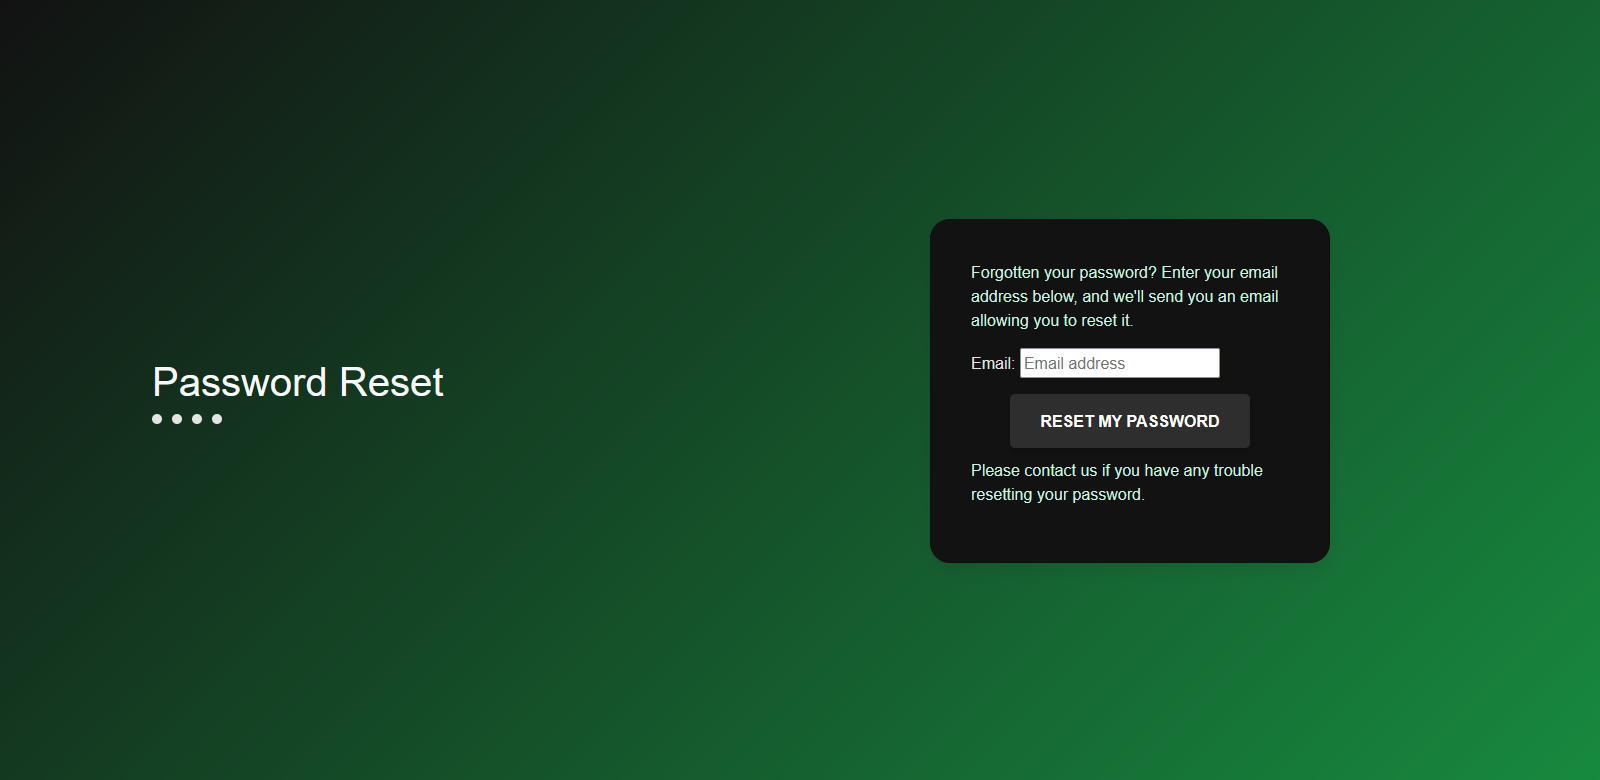 Password Reset
Forgotten your password? Enter your email
address below, and we'll send you an email
allowing you to reset it.
Email: Email address
RESET MY PASSWORD
Please contact us if you have any trouble
resetting your password.